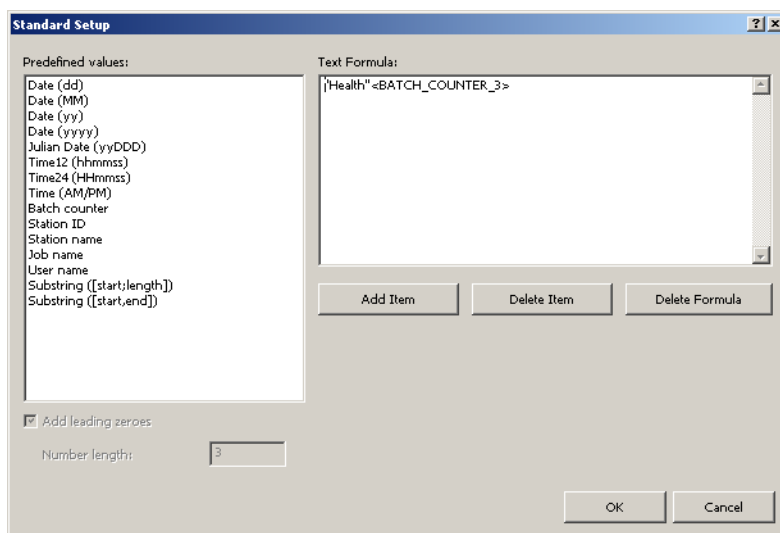 Standard Setup
Predefined values:
Date (dd)
Date (MM)
Date (yy)
Date (yyyy)
Julian Date (yyDDD)
Time12 (hhmmss)
Time24 (HHmmss)
Time (AM/PM)
Batch counter
Station ID
Station name
Job name
User name
Substring ([start;length])
Substring ([start,end])
Add leading zeroes
Number length:
3
Text Formula:
"Health"<BATCH_COUNTER_3>
Add Item
Delete Item
Delete Formula
OK
Cancel